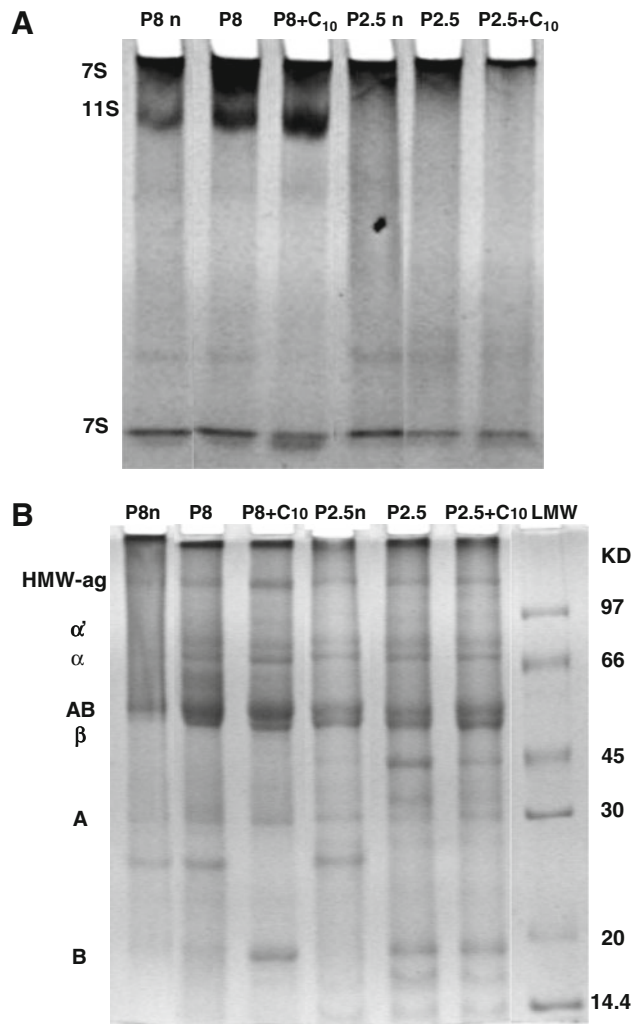 A
P8 n P8 P8+C10 P2.5 n P2.5 P2.5+C10
7S
11S
7S
B
P8n P8 P8+C10 P2.5n P2.5 P2.5+C10 LMW
KD
HMW-ag
97
α'
α
66
AB
β
45
A
30
20
B
14.4